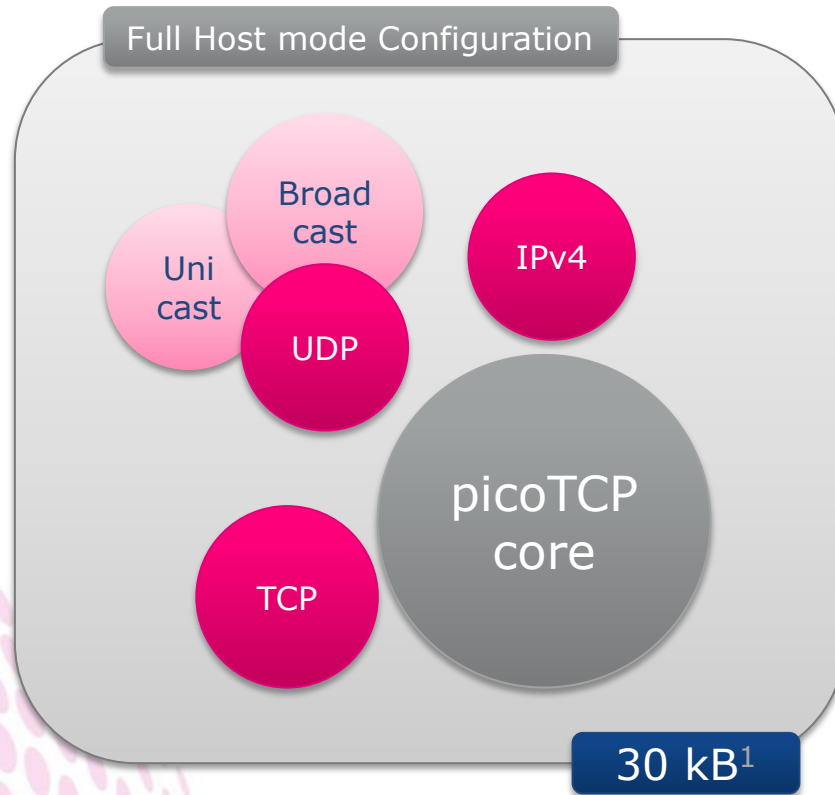 Full Host mode Configuration
Broad
cast
Uni
cast
IPv4
UDP
picoTCP
core
TCP
30 kB¹